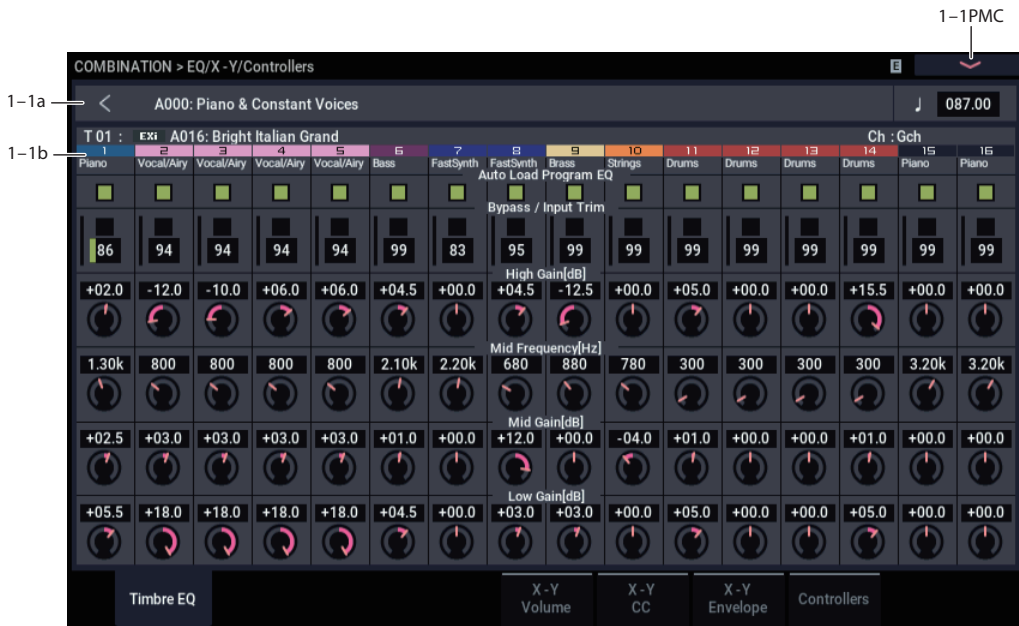 1–1PMC
COMBINATION > EQ/X-Y/Controllers E
1–1a
A000: Piano & Constant Voices ♩ 087.00
T 01 : EXi A016: Bright Italian Grand Ch : Gch
1–1b
1 2 3 4 5 6 7 8 9 10 11 12 13 14 15 16
Piano Vocal/Airy Vocal/Airy Vocal/Airy Vocal/Airy Bass FastSynth FastSynth Brass Strings Drums Drums Drums Drums Piano Piano
Auto Load Program EQ
Bypass / Input Trim
86 94 94 94 94 99 83 95 99 99 99 99 99 99 99 99
High Gain[dB]
+02.0 -12.0 -10.0 +06.0 +06.0 +04.5 +00.0 +04.5 -12.5 +00.0 +05.0 +00.0 +00.0 +15.5 +00.0 +00.0
Mid Frequency[Hz]
1.30k 800 800 800 800 2.10k 2.20k 680 880 780 300 300 300 300 3.20k 3.20k
Mid Gain[dB]
+02.5 +03.0 +03.0 +03.0 +03.0 +01.0 +00.0 +12.0 +00.0 -04.0 +01.0 +00.0 +00.0 +01.0 +00.0 +00.0
Low Gain[dB]
+05.5 +18.0 +18.0 +18.0 +18.0 +04.5 +00.0 +03.0 +03.0 +00.0 +05.0 +00.0 +00.0 +05.0 +00.0 +00.0
Timbre EQ
X-Y
Volume
X-Y
CC
X-Y
Envelope
Controllers